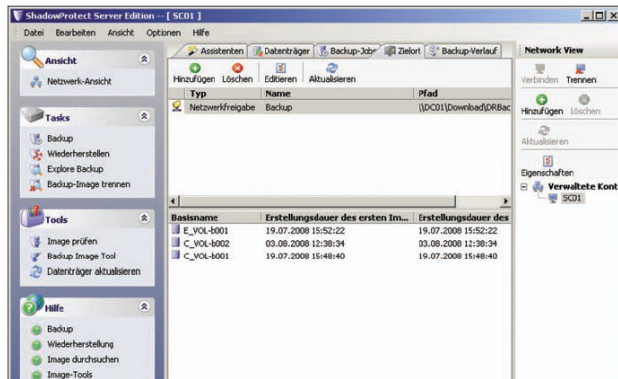 ShadowProtect Server Edition -- [ SC01 ]
Datei Bearbeiten Ansicht Optionen Hilfe
Ansicht
Netzwerk-Ansicht
Tasks
Backup
Wiederherstellen
Explore Backup
Backup-Image trennen
Tools
Image prüfen
Backup Image Tool
Datenträger aktualisieren
Hilfe
Backup
Wiederherstellung
Image durchsuchen
Image-Tools
Assistenten Datenträger Backup-Jobs Zielort Backup-Verlauf
Hinzufügen Löschen Editieren Aktualisieren
Typ Name Pfad
Netzwerkfreigabe Backup \\DC01\Download\DRBac
Basisname Erstellungsdauer des ersten Im... Erstellungsdauer des
E_VOL-b001 19.07.2008 15:52:22 19.07.2008 15:52:22
C_VOL-b002 03.08.2008 12:38:34 03.08.2008 12:38:34
C_VOL-b001 19.07.2008 15:48:40 19.07.2008 15:48:40
Network View
Verbinden Trennen
Hinzufügen Löschen
Aktualisieren
Eigenschaften
Verwaltete Kont
SC01